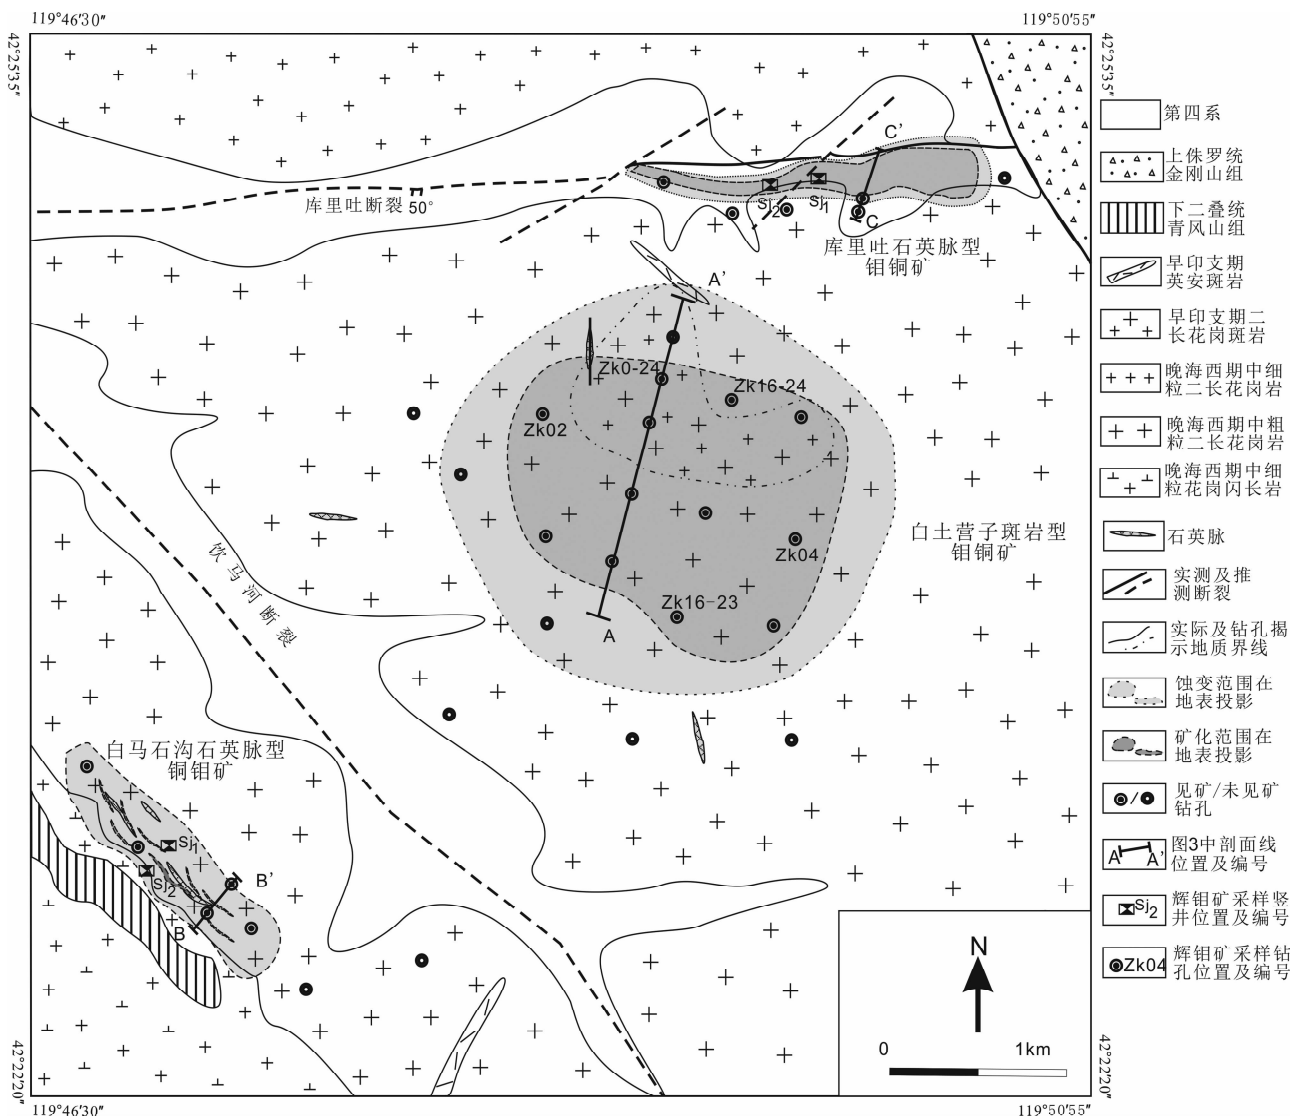 119°46′30″
119°50′55″
42°25′35″
42°25′35″
第四系
上侏罗统
金刚山组
下二叠统
青风山组
早印支期
英安斑岩
早印支期二
长花岗斑岩
晚海西期中细
粒二长花岗岩
晚海西期中粗
粒二长花岗岩
晚海西期中细
粒花岗闪长岩
石英脉
实测及推
测断裂
实际及钻孔揭
示地质界线
蚀变范围在
地表投影
矿化范围在
地表投影
见矿/未见矿
钻孔
A A′
图3中剖面线
位置及编号
Sj2
辉钼矿采样竖
井位置及编号
Zk04
辉钼矿采样钻
孔位置及编号
库里吐断裂 50°
C′
Sj2
Sj1
C
库里吐石英脉型
钼铜矿
A′
Zk0-24
Zk16-24
Zk02
Zk04
Zk16-23
A
白土营子斑岩型
钼铜矿
饮马河断裂
白马石沟石英脉型
铜钼矿
Sj1
Sj2
B′
B
N
0 1km
42°22′20″
42°22′20″
119°46′30″
119°50′55″